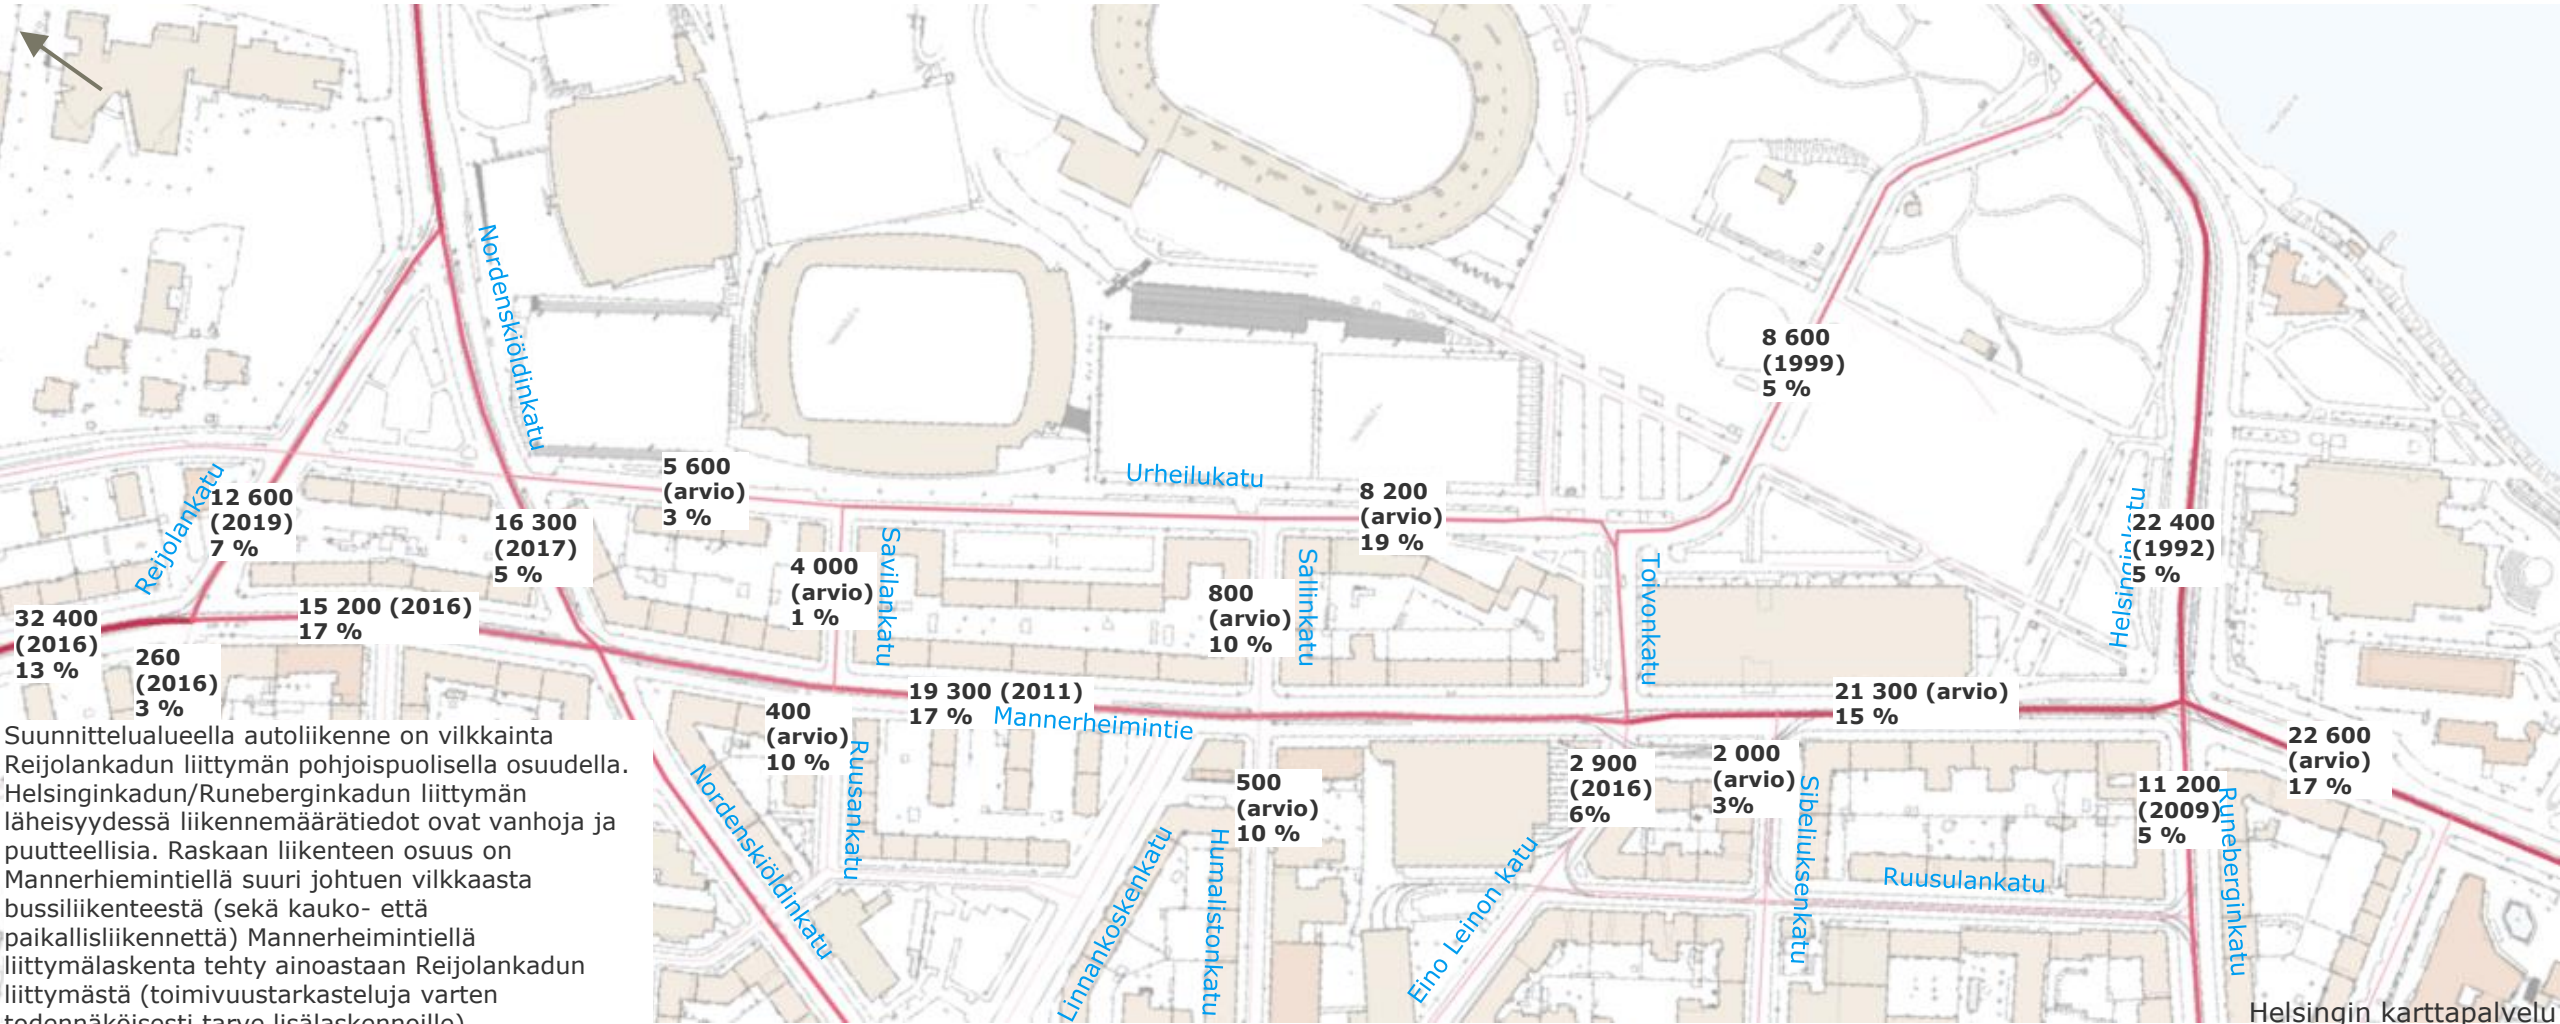 Nordenskiöldinkatu
8 600
(1999)
5 %
5 600
(arvio)
3 %
Urheilukatu
8 200
(arvio)
19 %
Reijolankatu
12 600
(2019)
7 %
16 300
(2017)
5 %
Helsinginkatu
22 400
(1992)
5 %
4 000
(arvio)
1 %
Savilankatu
800
(arvio)
10 %
Sallinkatu
Toivonkatu
32 400
(2016)
13 %
15 200 (2016)
17 %
260
(2016)
3 %
19 300 (2011)
17 %
Mannerheimintie
21 300 (arvio)
15 %
400
(arvio)
10 %
Ruusankatu
500
(arvio)
10 %
2 900
(2016)
6%
2 000
(arvio)
3%
22 600
(arvio)
17 %
11 200
(2009)
5 %
Nordenskiöldinkatu
Linnankoskenkatu
Humalistonkatu
Eino Leinon katu
Sibeliuksenkatu
Ruusulankatu
Runeberginkatu
Suunnittelualueella autoliikenne on vilkkainta
Reijolankadun liittymän pohjoispuolisella osuudella.
Helsinginkadun/Runeberginkadun liittymän
läheisyydessä liikennemäärätiedot ovat vanhoja ja
puutteellisia. Raskaan liikenteen osuus on
Mannerhiemintiellä suuri johtuen vilkkaasta
bussiliikenteestä (sekä kauko- että
paikallisliikennettä) Mannerheimintiellä
liittymälaskenta tehty ainoastaan Reijolankadun
liittymästä (toimivuustarkasteluja varten
todennäköisesti tarve lisälaskennoille)
Helsingin karttapalvelu